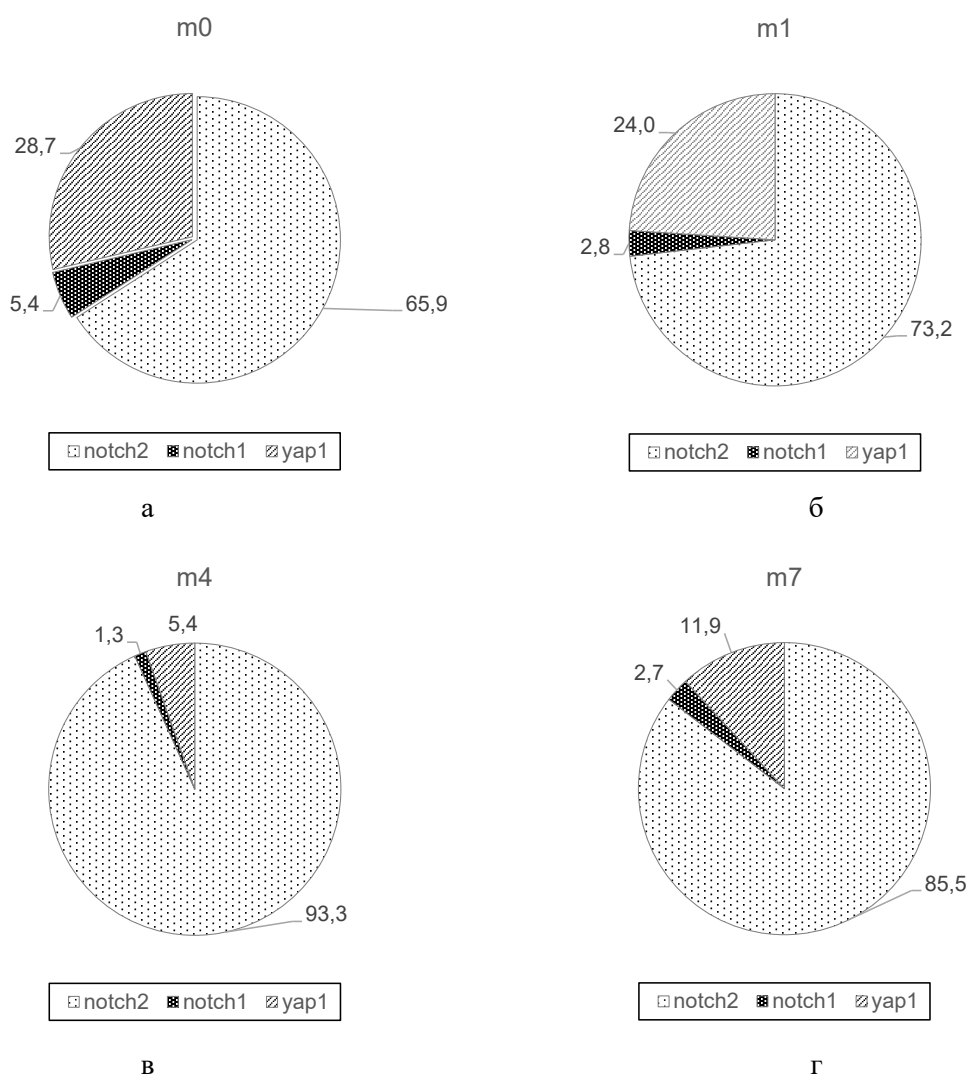 m0
28,7
5,4
65,9
notch2 notch1 yap1
а
m1
24,0
2,8
73,2
notch2 notch1 yap1
б
m4
1,3
5,4
93,3
notch2 notch1 yap1
в
m7
11,9
2,7
85,5
notch2 notch1 yap1
г